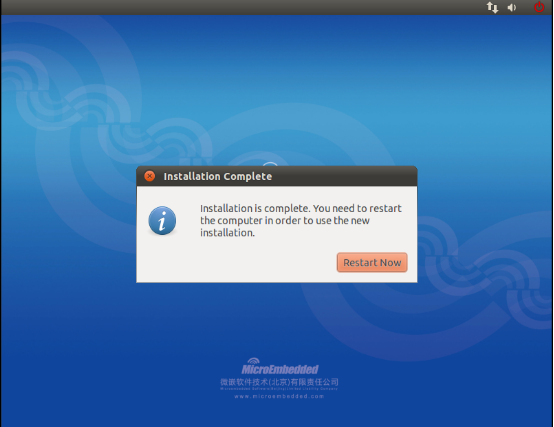 Installation Complete
Installation is complete. You need to restart
the computer in order to use the new
installation.
Restart Now
MicroEmbedded
微嵌软件技术(北京)有限责任公司
www.microembedded.com